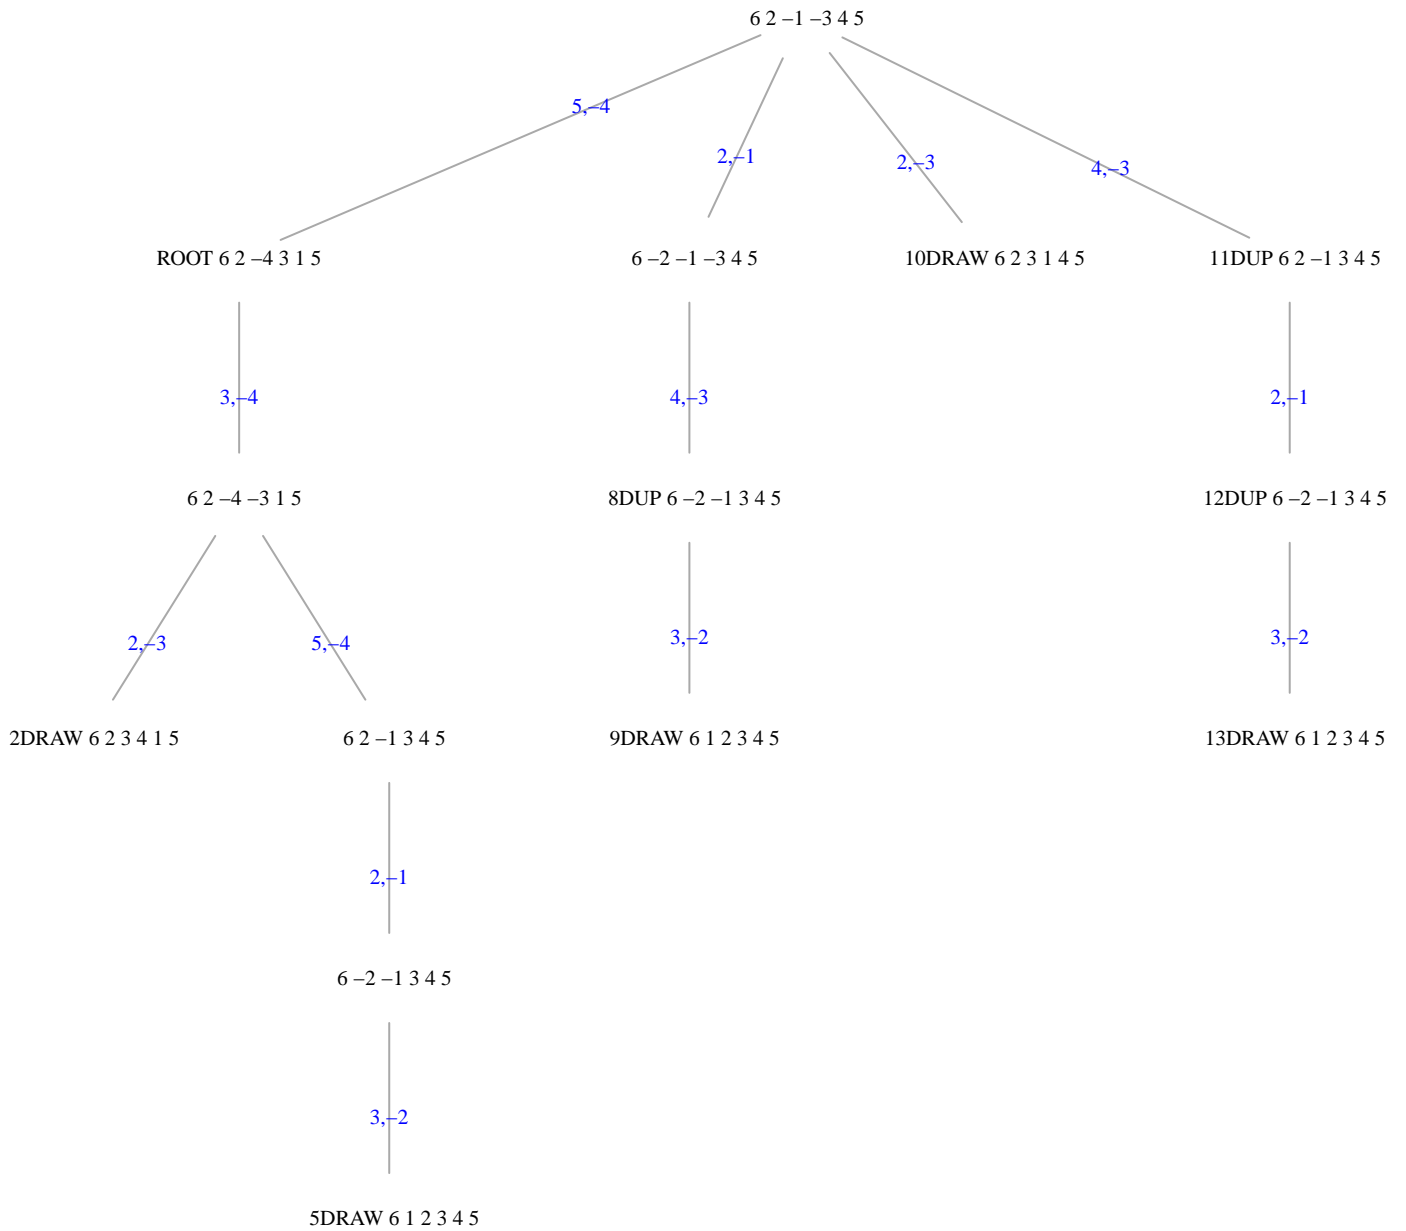 6 2 –1 –3 4 5
5,–4
2,–1
2,–3
4,–3
ROOT 6 2 –4 3 1 5
6 –2 –1 –3 4 5
10DRAW 6 2 3 1 4 5
11DUP 6 2 –1 3 4 5
3,–4
4,–3
2,–1
6 2 –4 –3 1 5
8DUP 6 –2 –1 3 4 5
12DUP 6 –2 –1 3 4 5
2,–3
5,–4
3,–2
3,–2
2DRAW 6 2 3 4 1 5
6 2 –1 3 4 5
9DRAW 6 1 2 3 4 5
13DRAW 6 1 2 3 4 5
2,–1
6 –2 –1 3 4 5
3,–2
5DRAW 6 1 2 3 4 5